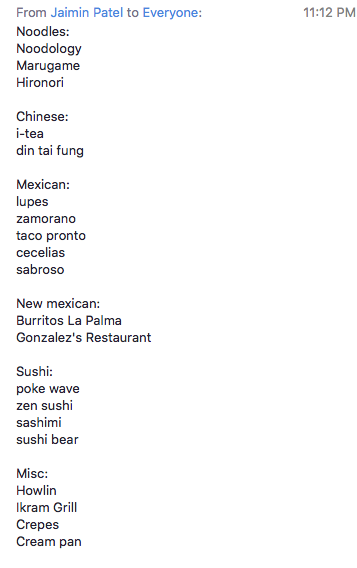 From Jaimin Patel to Everyone: 11:12 PM
Noodles:
Noodology
Marugame
Hironori

Chinese:
i-tea
din tai fung

Mexican:
lupes
zamorano
taco pronto
cecelias
sabroso

New mexican:
Burritos La Palma
Gonzalez's Restaurant

Sushi:
poke wave
zen sushi
sashimi
sushi bear

Misc:
Howlin
Ikram Grill
Crepes
Cream pan